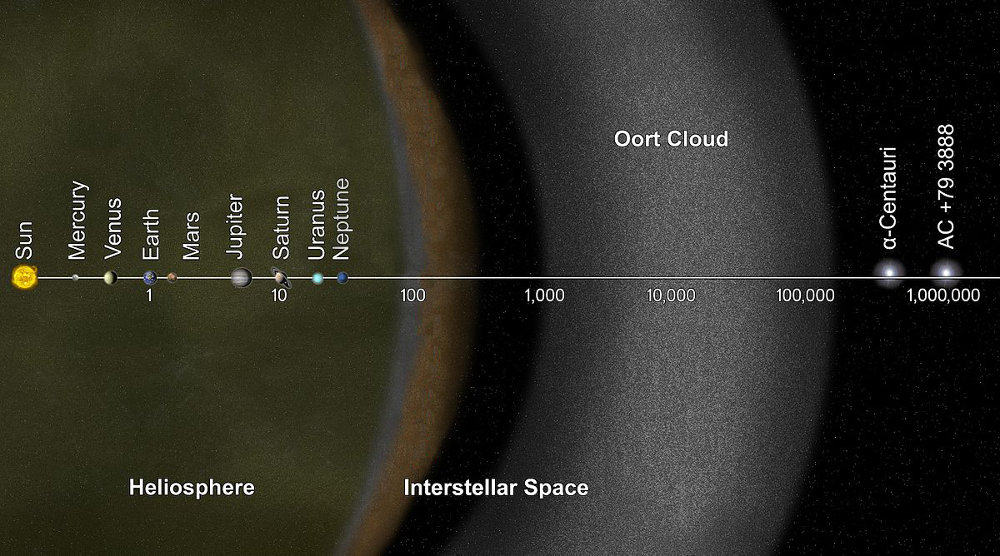 Oort Cloud
Sun
Mercury
Venus
Earth
Mars
Jupiter
Saturn
Uranus
Neptune
α-Centauri
AC +79 3888
1
10
100
1,000
10,000
100,000
1,000,000
Heliosphere
Interstellar Space